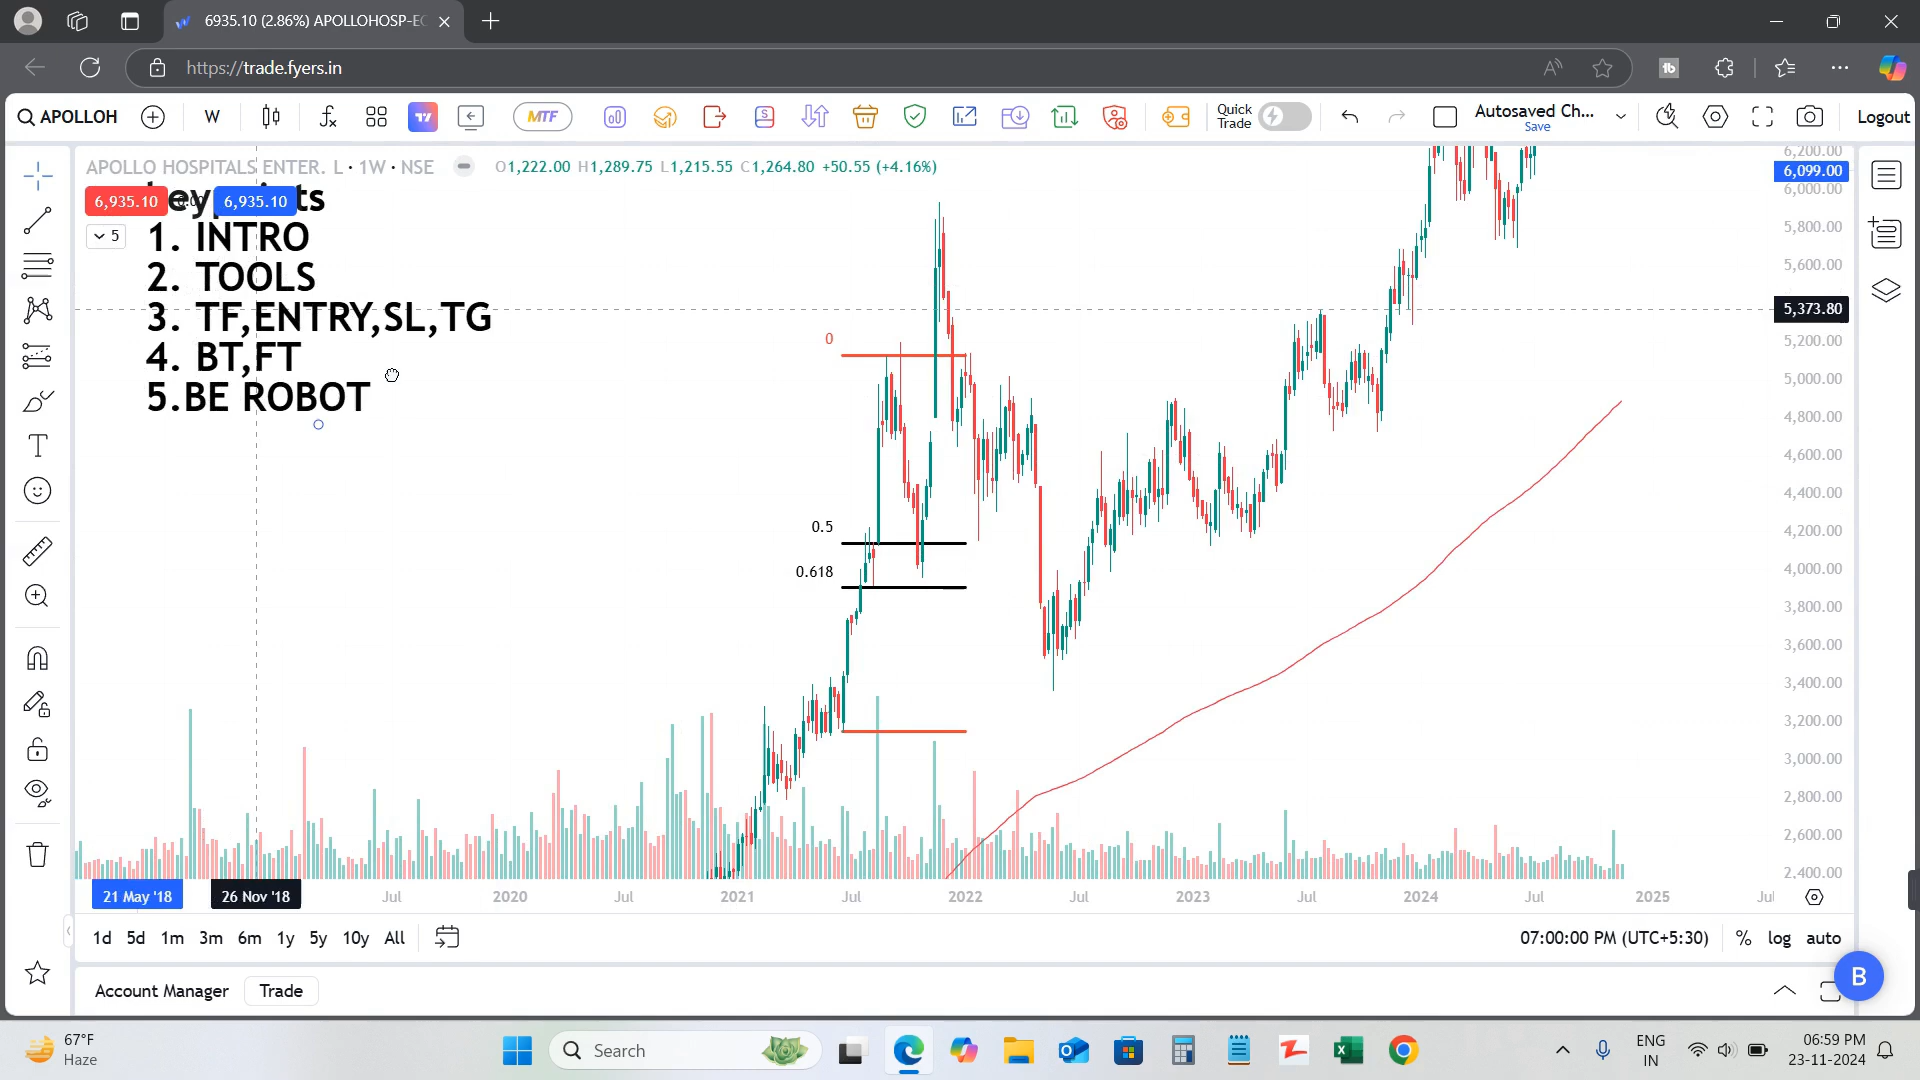 6935.10 (2.86%) APOLLOHOSP-EC
https://trade.fyers.in
APOLLOH
W
MTF
Quick
Trade
Autosaved Ch...
Save
Logout
APOLLO HOSPITALS ENTER. L · 1W · NSE
O1,222.00 H1,289.75 L1,215.55 C1,264.80 +50.55 (+4.16%)
6,935.10
0.00
6,935.10
5
1. INTRO
2. TOOLS
3. TF,ENTRY,SL,TG
4. BT,FT
5.BE ROBOT
0
0.5
0.618
6,200.00
6,099.00
6,000.00
5,800.00
5,600.00
5,373.80
5,200.00
5,000.00
4,800.00
4,600.00
4,400.00
4,200.00
4,000.00
3,800.00
3,600.00
3,400.00
3,200.00
3,000.00
2,800.00
2,600.00
2,400.00
21 May '18
26 Nov '18
Jul
2020
Jul
2021
Jul
2022
Jul
2023
Jul
2024
Jul
2025
1d 5d 1m 3m 6m 1y 5y 10y All
07:00:00 PM (UTC+5:30)
% log auto
Account Manager
Trade
B
67°F
Haze
Search
ENG
IN
06:59 PM
23-11-2024